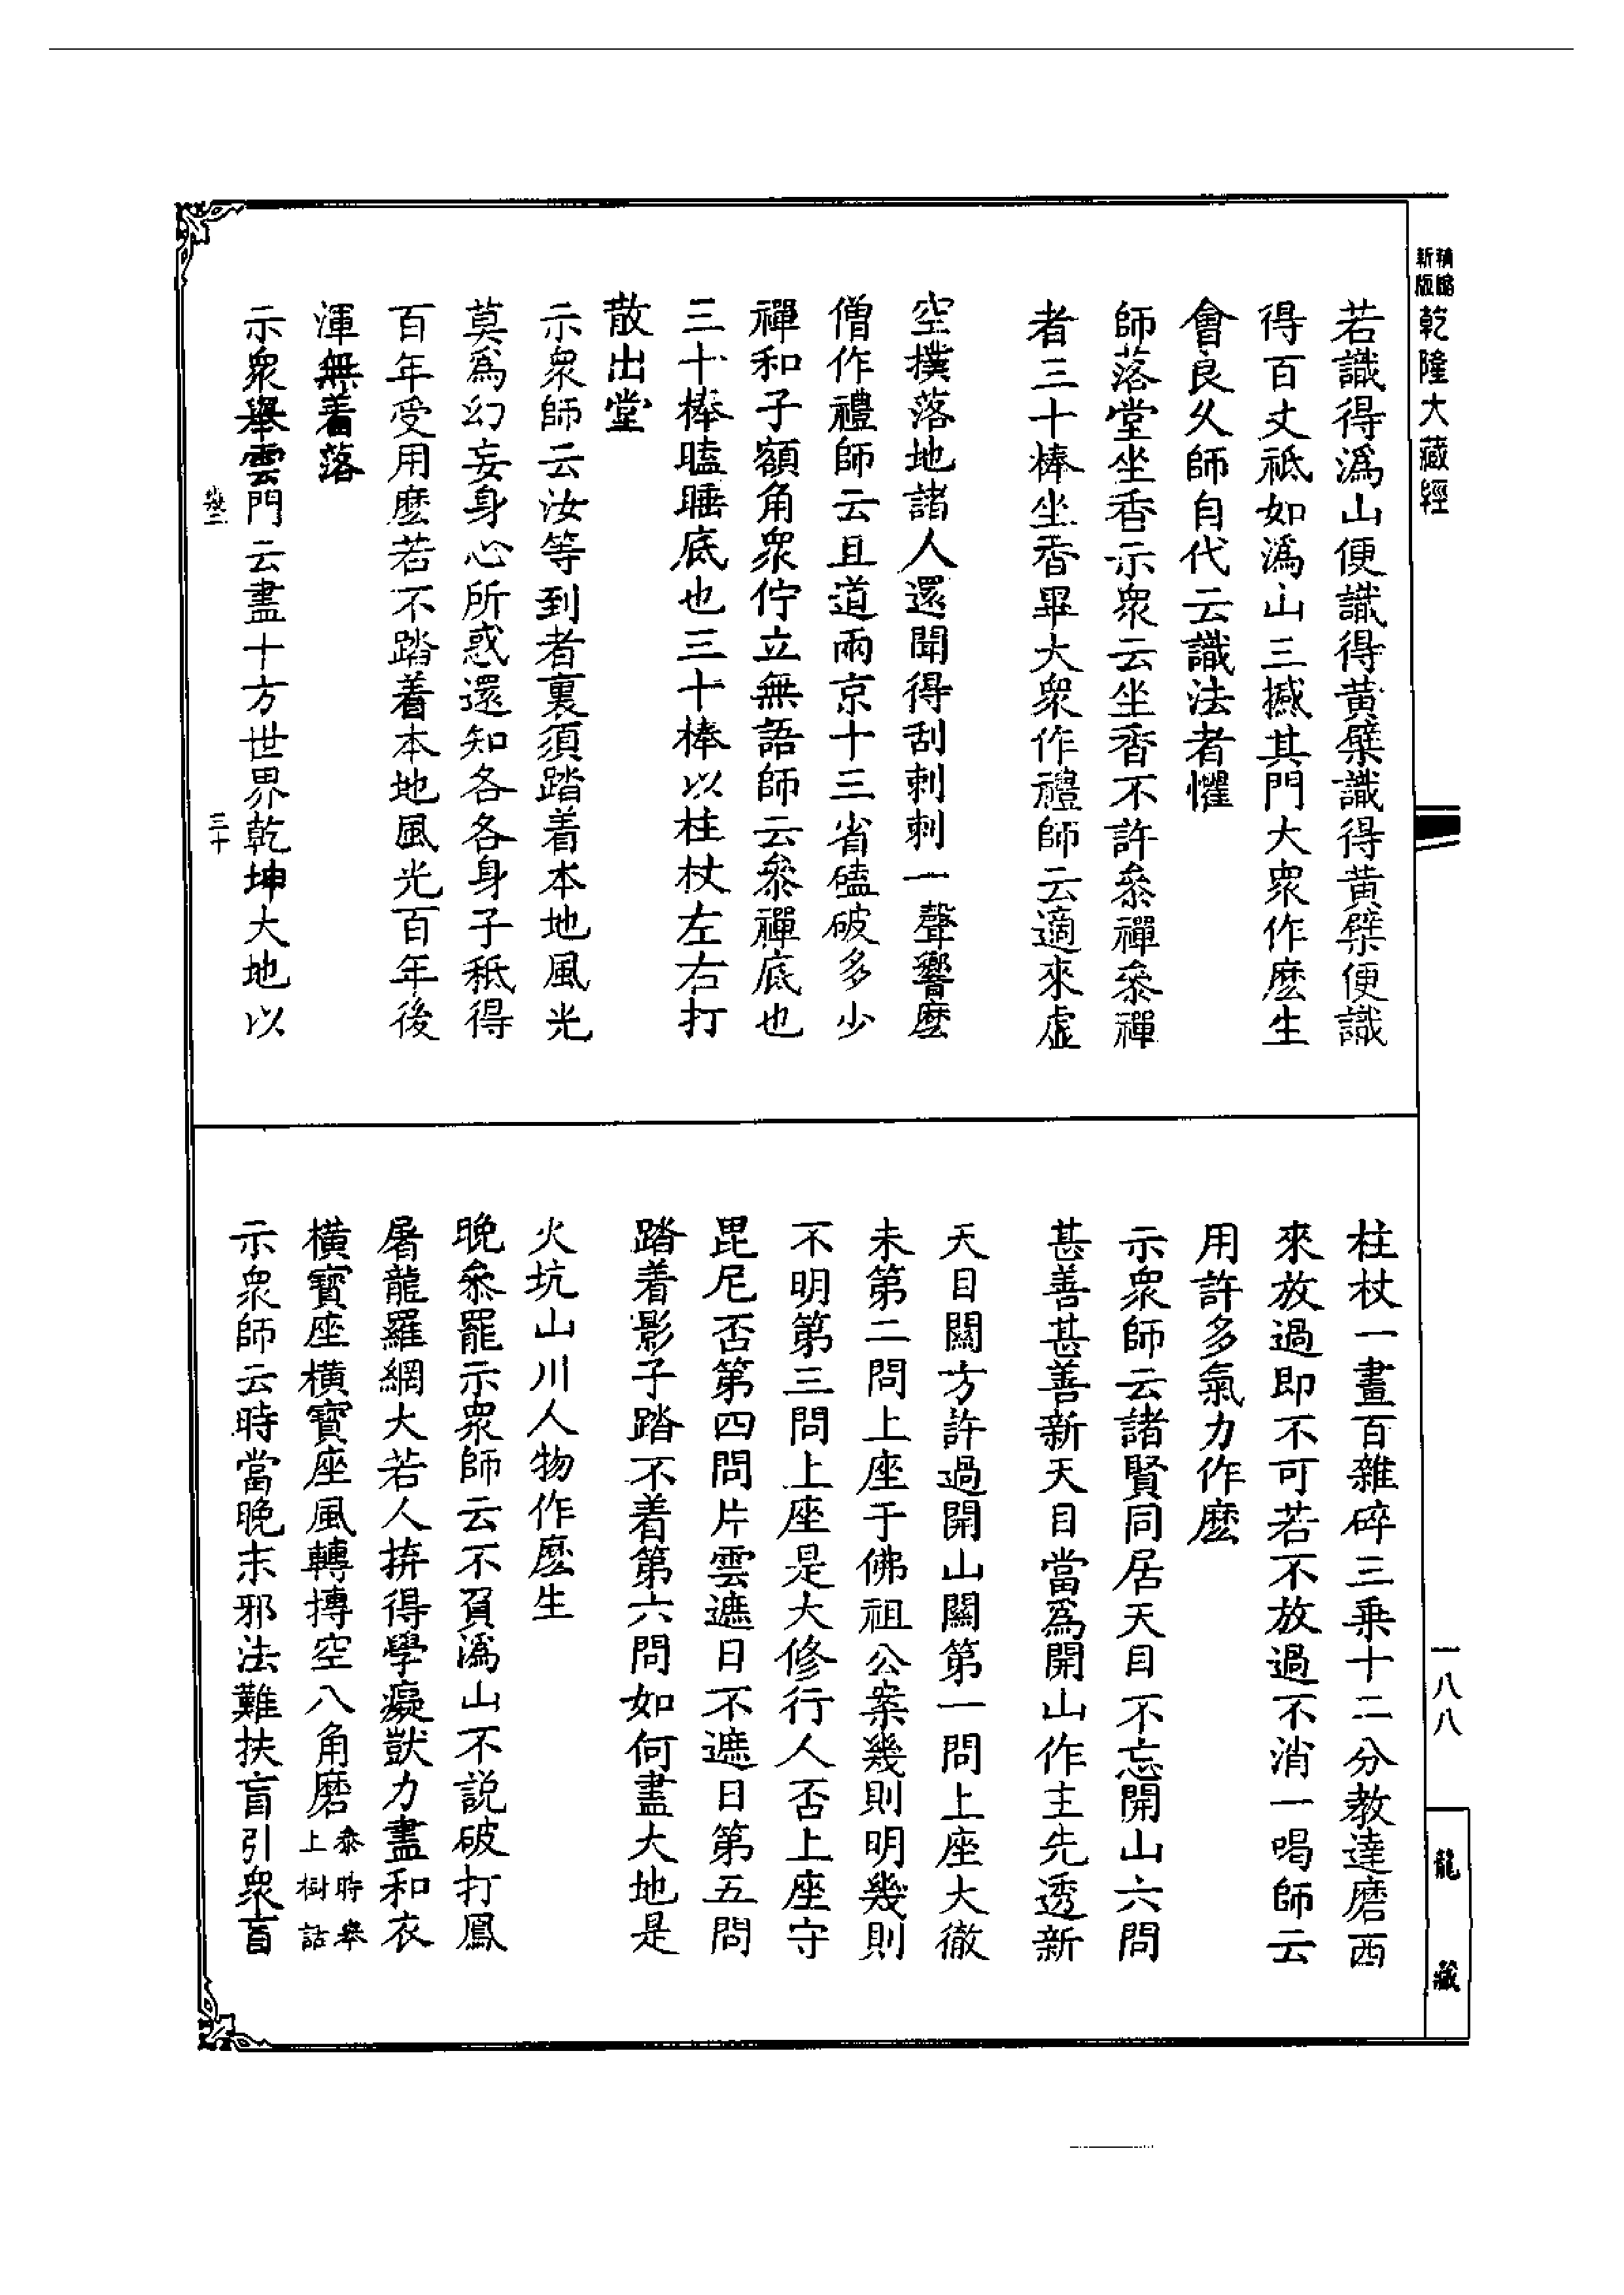 精縮新版乾隆大藏經
若識得溈山便識得黃檗識得黃檗便識
得百丈祗如溈山三撼其門大衆作麽生
會良久師自代云識法者懼
師落堂坐香示衆云坐香不許叅禪叅禪
者三十棒坐香畢大衆作禮師云適來虛
空撲落地諸人還聞得刮剌剌一聲響麽
僧作禮師云且道兩京十三省磕破多少
禪和子額角衆佇立無語師云叅禪底也
三十棒瞌睡底也三十棒以柱杖左右打
散出堂
示衆師云汝等到者裏須踏着本地風光
莫爲幻妄身心所惑還知各各身子秪得
百年受用麽若不踏着本地風光百年後
渾無着落
示衆舉雲門云盡十方世界乾坤大地以
三十
柱杖一畫百雜碎三乘十二分教達磨西
來放過即不可若不放過不消一喝師云
用許多氣力作麽
示衆師云諸賢同居天目不忘開山六問
甚善甚善新天目當爲開山作主先透新
天目關方許過開山關第一問上座大徹
未第二問上座于佛祖公案幾則明幾則
不明第三問上座是大修行人否上座守
毘尼否第四問片雲遮日不遮日第五問
踏着影子踏不着第六問如何盡大地是
火坑山川人物作麽生
晚叅罷示衆師云不負溈山不說破打鳳
屠龍羅網大若人拚得學癡獃力盡和衣
橫寶座橫寶座風轉摶空八角磨叅時舉上樹話
示衆師云時當晚末邪法難扶盲引衆盲
一八八
龍藏